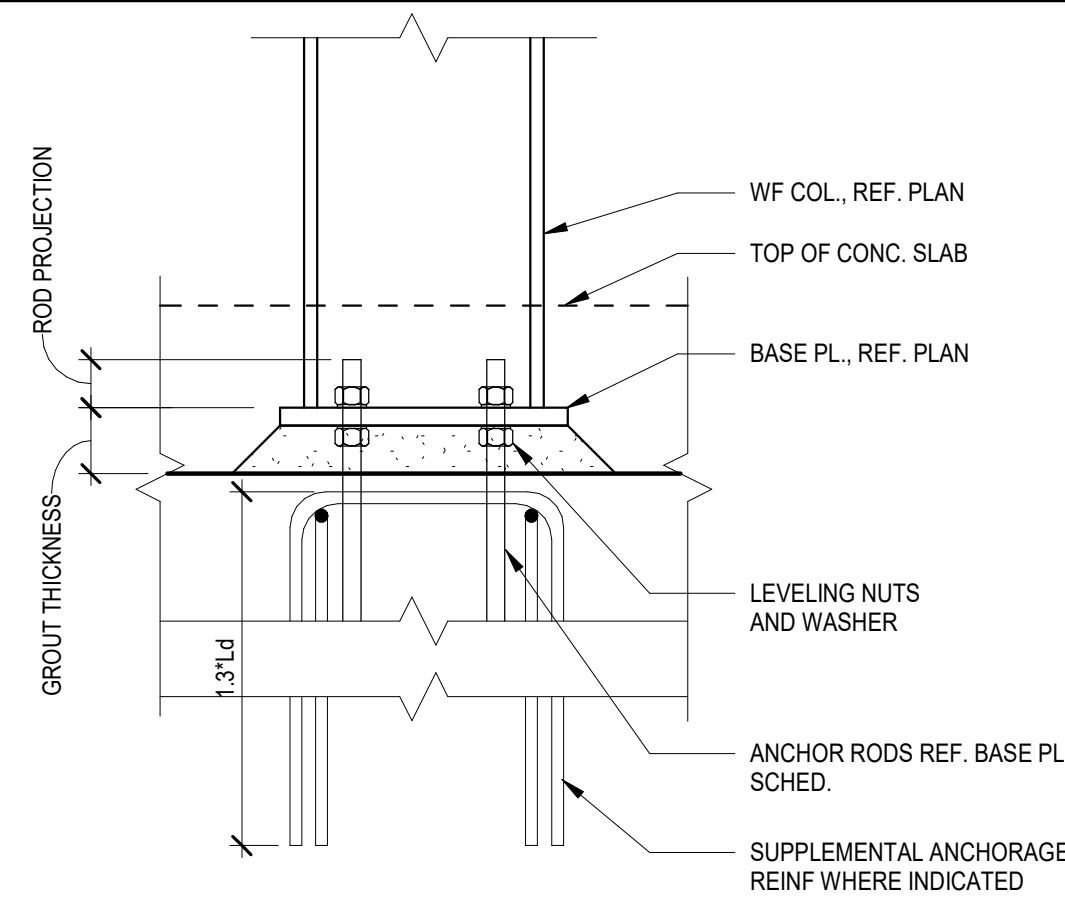 ROD PROJECTION
GROUT THICKNESS
1.3*Ld
WF COL., REF. PLAN
TOP OF CONC. SLAB
BASE PL., REF. PLAN
LEVELING NUTS
AND WASHER
ANCHOR RODS REF. BASE PL
SCHED.
SUPPLEMENTAL ANCHORAGE
REINF WHERE INDICATED